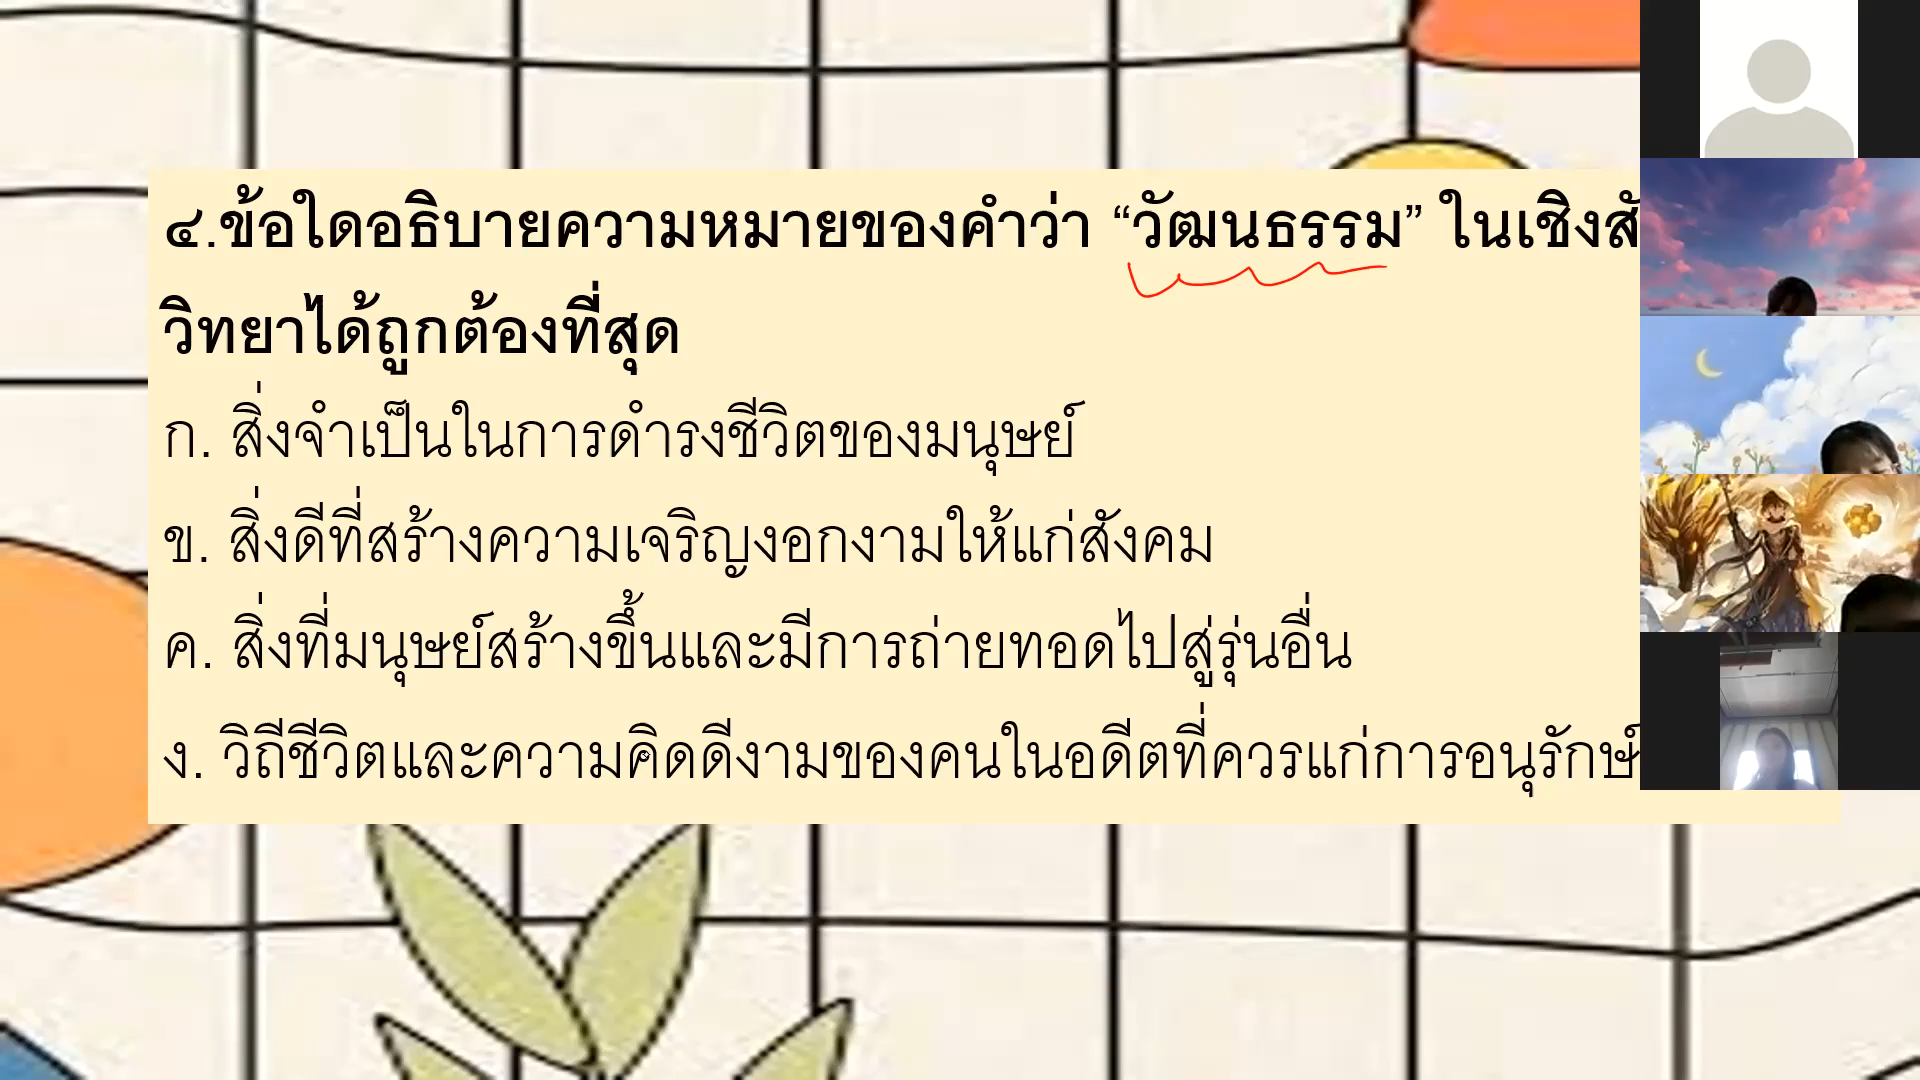 ๔.ข้อใดอธิบายความหมายของคำว่า “วัฒนธรรม” ในเชิงสั
วิทยาได้ถูกต้องที่สุด
ก. สิ่งจำเป็นในการดำรงชีวิตของมนุษย์
ข. สิ่งดีที่สร้างความเจริญงอกงามให้แก่สังคม
ค. สิ่งที่มนุษย์สร้างขึ้นและมีการถ่ายทอดไปสู่รุ่นอื่น
ง. วิถีชีวิตและความคิดดีงามของคนในอดีตที่ควรแก่การอนุรักษ์